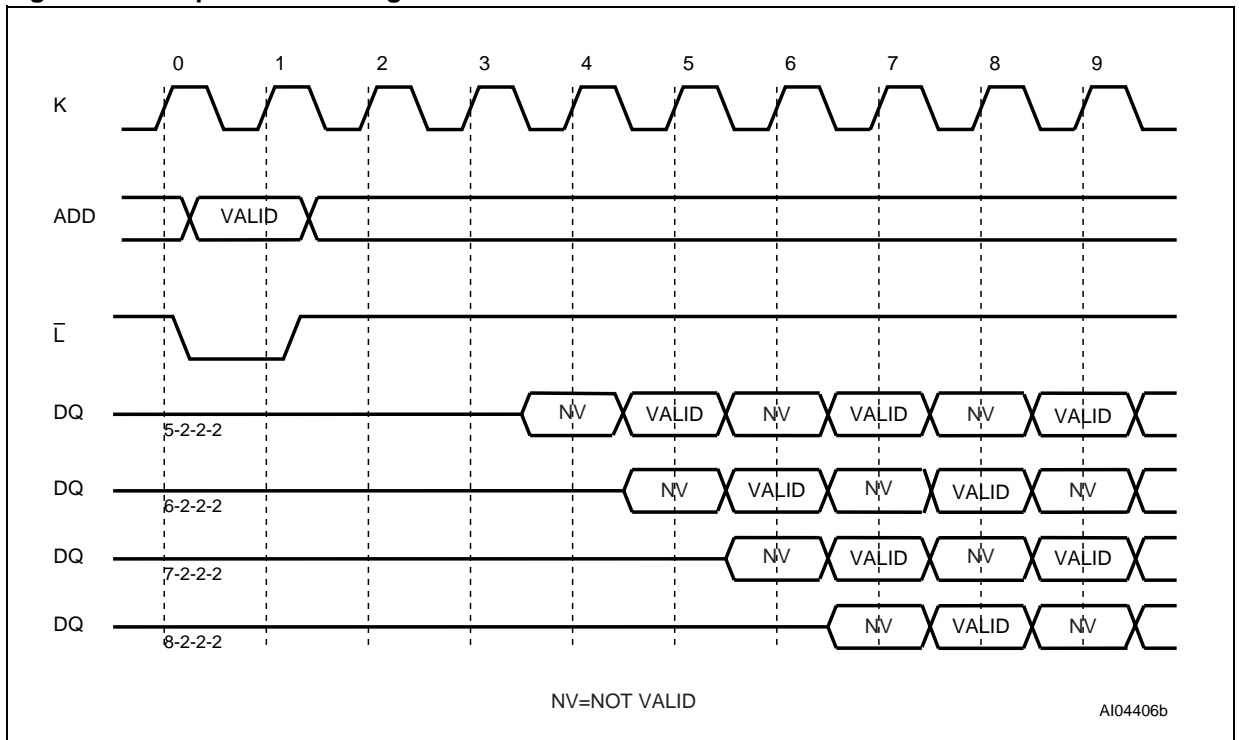 0 1 2 3 4 5 6 7 8 9
K
ADD VALID
L̅
DQ NV VALID NV VALID NV VALID
5-2-2-2
DQ NV VALID NV VALID NV
6-2-2-2
DQ NV VALID NV VALID
7-2-2-2
DQ NV VALID NV
8-2-2-2
NV=NOT VALID
AI04406b